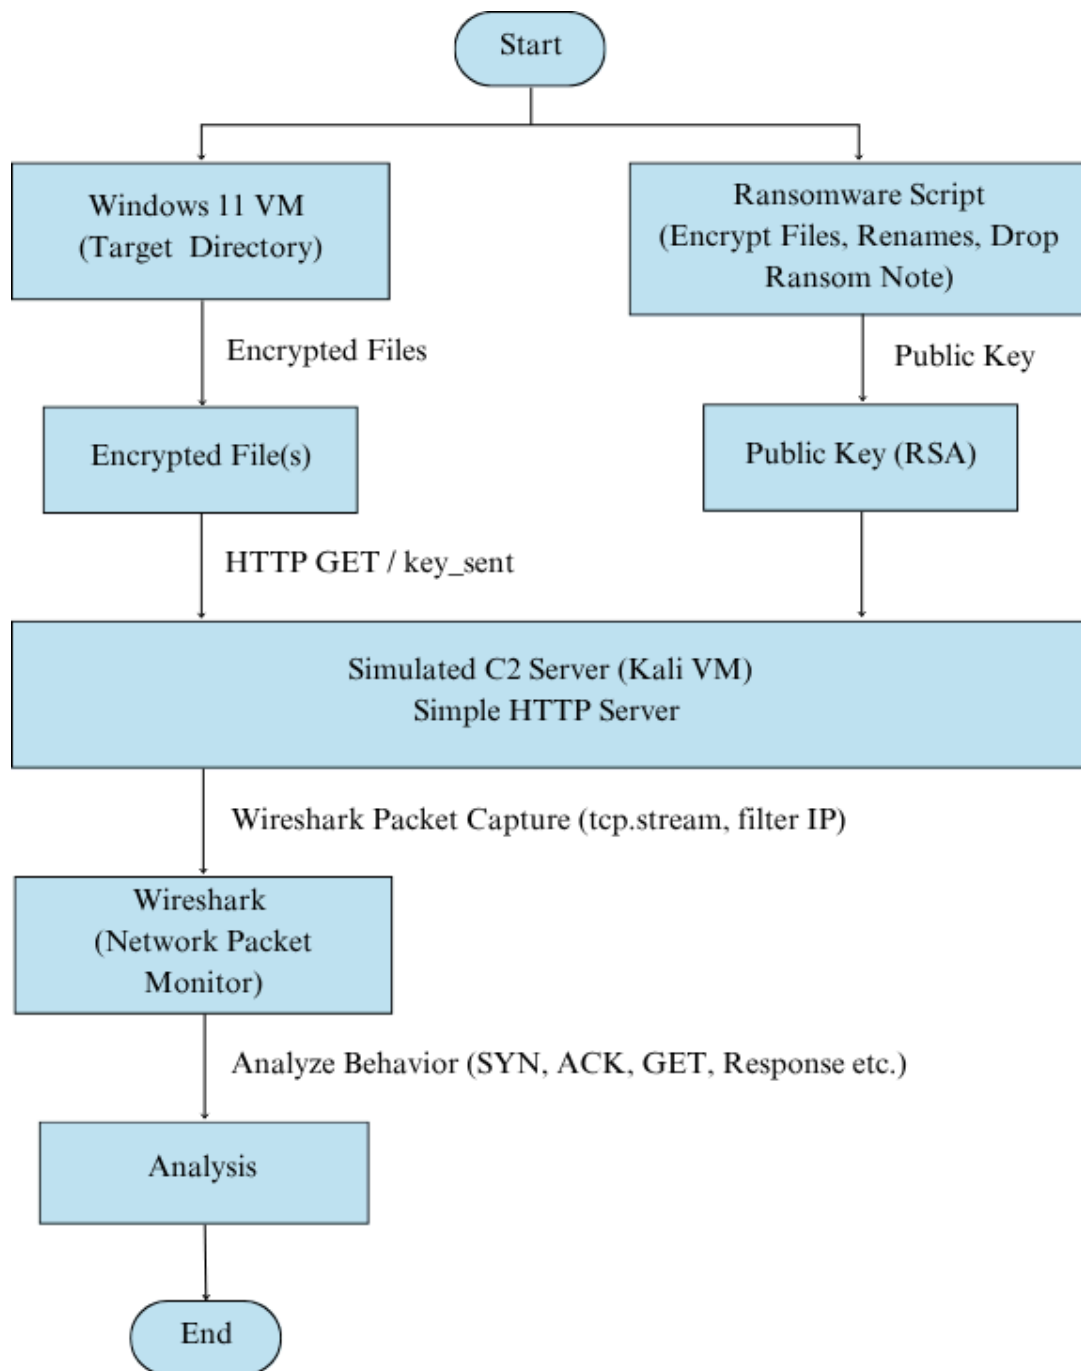 Start
Windows 11 VM
(Target Directory)
Ransomware Script
(Encrypt Files, Renames, Drop
Ransom Note)
Encrypted Files
Public Key
Encrypted File(s)
Public Key (RSA)
HTTP GET / key_sent
Simulated C2 Server (Kali VM)
Simple HTTP Server
Wireshark Packet Capture (tcp.stream, filter IP)
Wireshark
(Network Packet
Monitor)
Analyze Behavior (SYN, ACK, GET, Response etc.)
Analysis
End